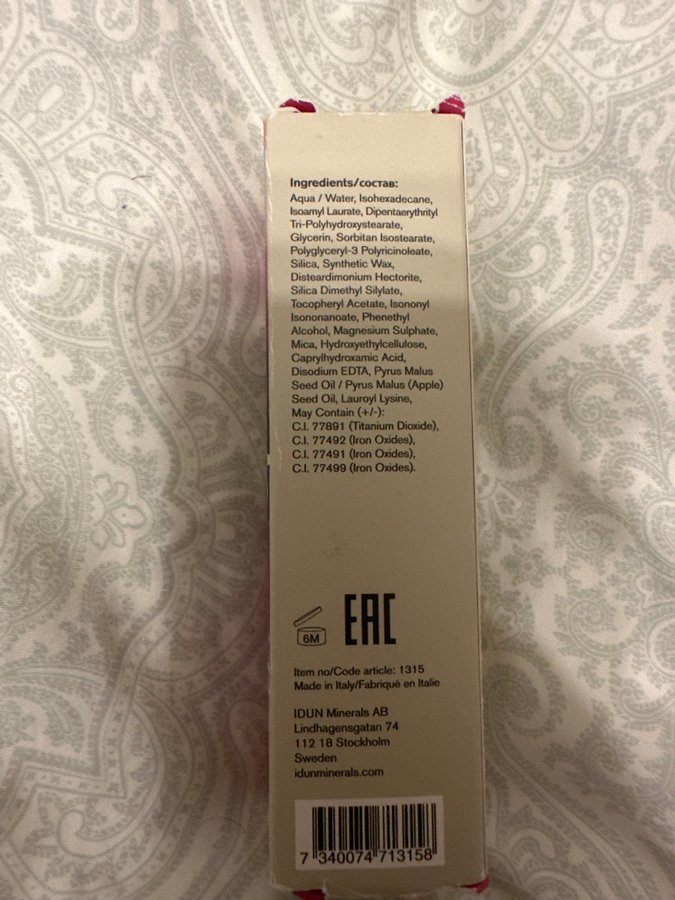 Ingredients/состав:
Aqua / Water, Isohexadecane,
Isoamyl Laurate, Dipentaerythrityl
Tri-Polyhydroxystearate,
Glycerin, Sorbitan Isostearate,
Polyglyceryl-3 Polyricinoleate,
Silica, Synthetic Wax,
Disteardimonium Hectorite,
Silica Dimethyl Silylate,
Tocopheryl Acetate, Isononyl
Isononanoate, Phenethyl
Alcohol, Magnesium Sulphate,
Mica, Hydroxyethylcellulose,
Caprylhydroxamic Acid,
Disodium EDTA, Pyrus Malus
Seed Oil / Pyrus Malus (Apple)
Seed Oil, Lauroyl Lysine,
May Contain (+/-):
C.I. 77891 (Titanium Dioxide),
C.I. 77492 (Iron Oxides),
C.I. 77491 (Iron Oxides),
C.I. 77499 (Iron Oxides).
6M
EAC
Item no/Code article: 1315
Made in Italy/Fabriqué en Italie
IDUN Minerals AB
Lindhagensgatan 74
112 18 Stockholm
Sweden
idunminerals.com
7 340074 713158